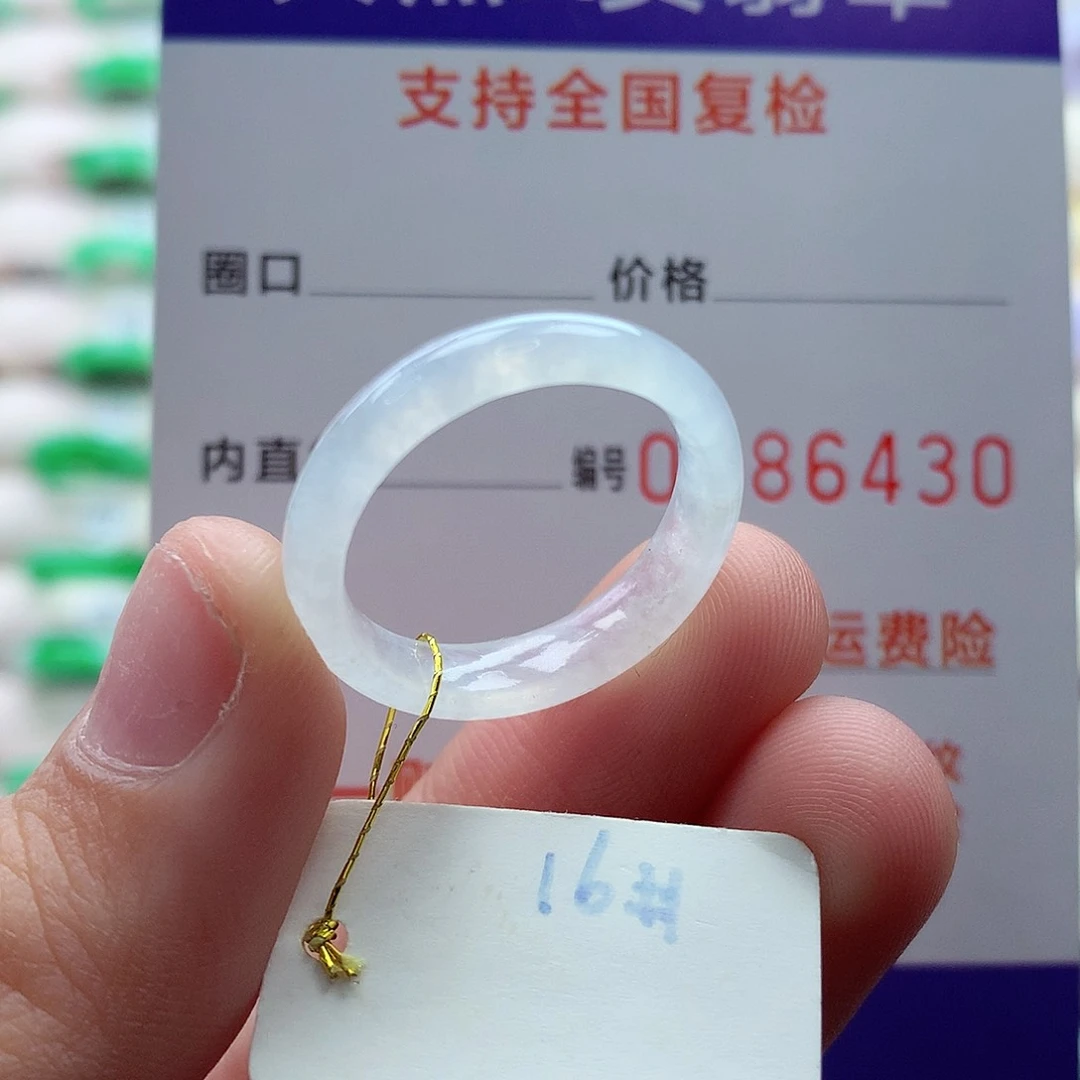 支持全国复检
圈口 价格
内直 编号 0 86430
运费险
16#